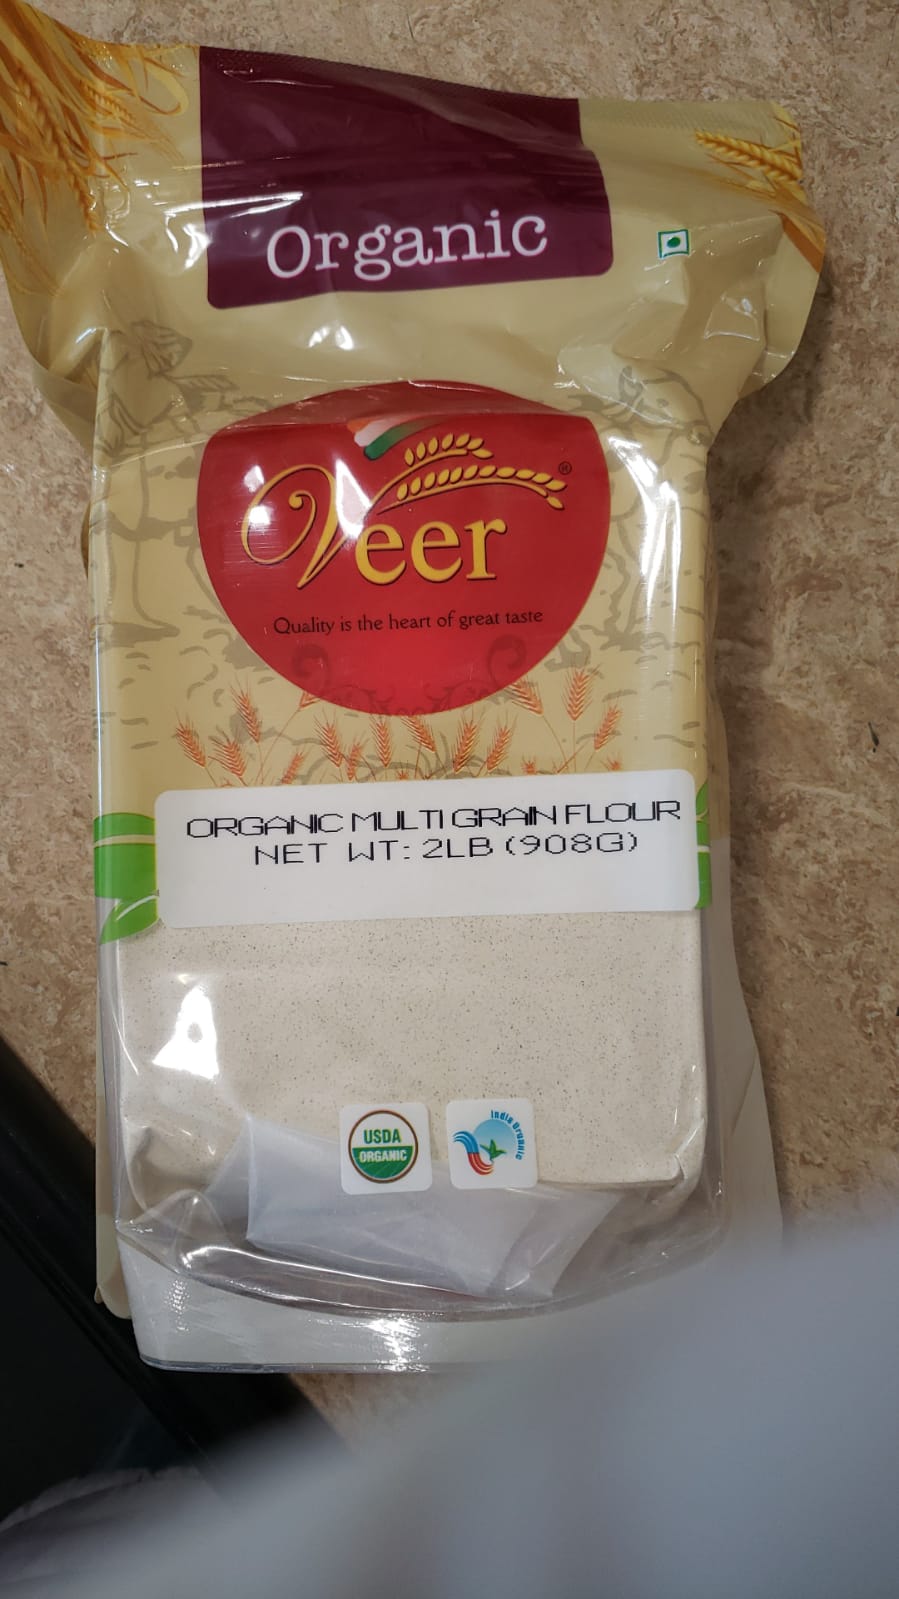 Organic
Veer®
Quality is the heart of great taste
ORGANIC MULTI GRAIN FLOUR
NET WT: 2LB (908G)
USDA
ORGANIC
India Organic